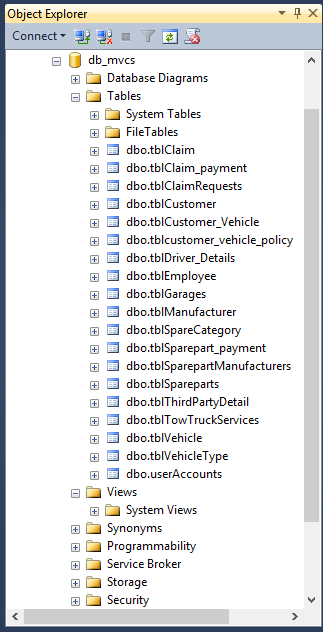 Object Explorer
Connect
db_mvcs
Database Diagrams
Tables
System Tables
FileTables
dbo.tblClaim
dbo.tblClaim_payment
dbo.tblClaimRequests
dbo.tblCustomer
dbo.tblCustomer_Vehicle
dbo.tblcustomer_vehicle_policy
dbo.tblDriver_Details
dbo.tblEmployee
dbo.tblGarages
dbo.tblManufacturer
dbo.tblSpareCategory
dbo.tblSparepart_payment
dbo.tblSparepartManufacturers
dbo.tblSpareparts
dbo.tblThirdPartyDetail
dbo.tblTowTruckServices
dbo.tblVehicle
dbo.tblVehicleType
dbo.userAccounts
Views
System Views
Synonyms
Programmability
Service Broker
Storage
Security